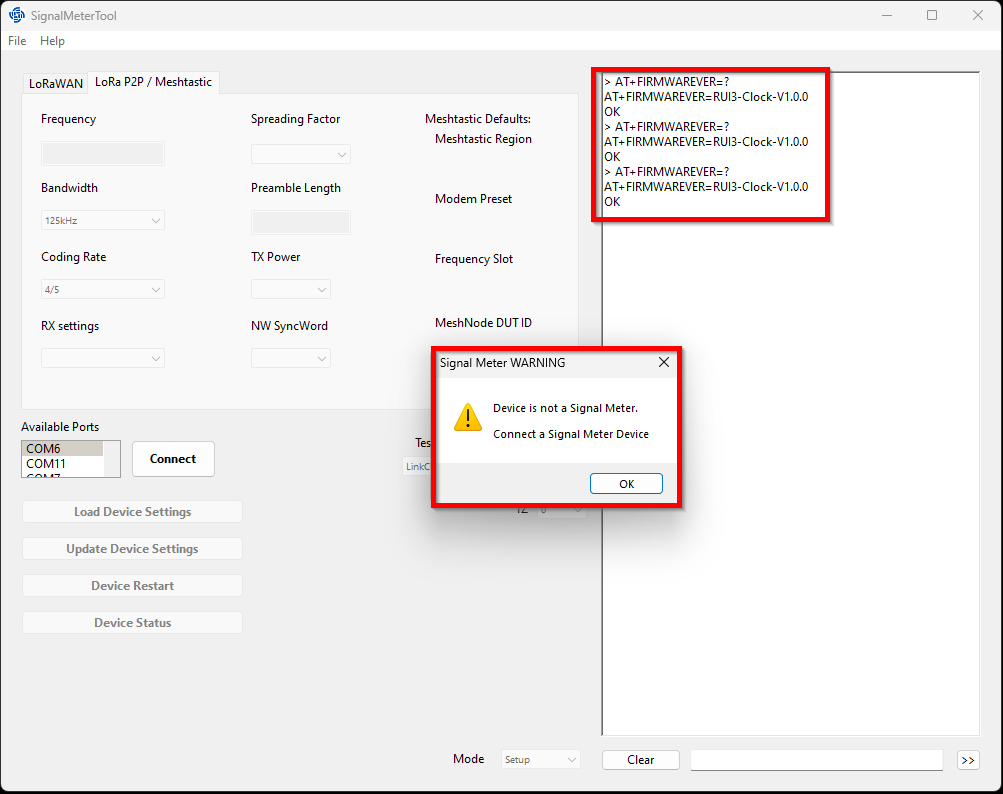 SignalMeterTool
File Help
LoRaWAN
LoRa P2P / Meshtastic
Frequency
Spreading Factor
Meshtastic Defaults:
Meshtastic Region
Bandwidth
Preamble Length
Modem Preset
125kHz
Coding Rate
TX Power
Frequency Slot
4/5
RX settings
NW SyncWord
MeshNode DUT ID
> AT+FIRMWAREVER=?
AT+FIRMWAREVER=RUI3-Clock-V1.0.0
OK
> AT+FIRMWAREVER=?
AT+FIRMWAREVER=RUI3-Clock-V1.0.0
OK
> AT+FIRMWAREVER=?
AT+FIRMWAREVER=RUI3-Clock-V1.0.0
OK
Signal Meter WARNING
Device is not a Signal Meter.
Connect a Signal Meter Device
OK
Available Ports
COM6
COM11
COM7
Connect
Tes
LinkC
Load Device Settings
Update Device Settings
Device Restart
Device Status
Mode
Setup
Clear
>>